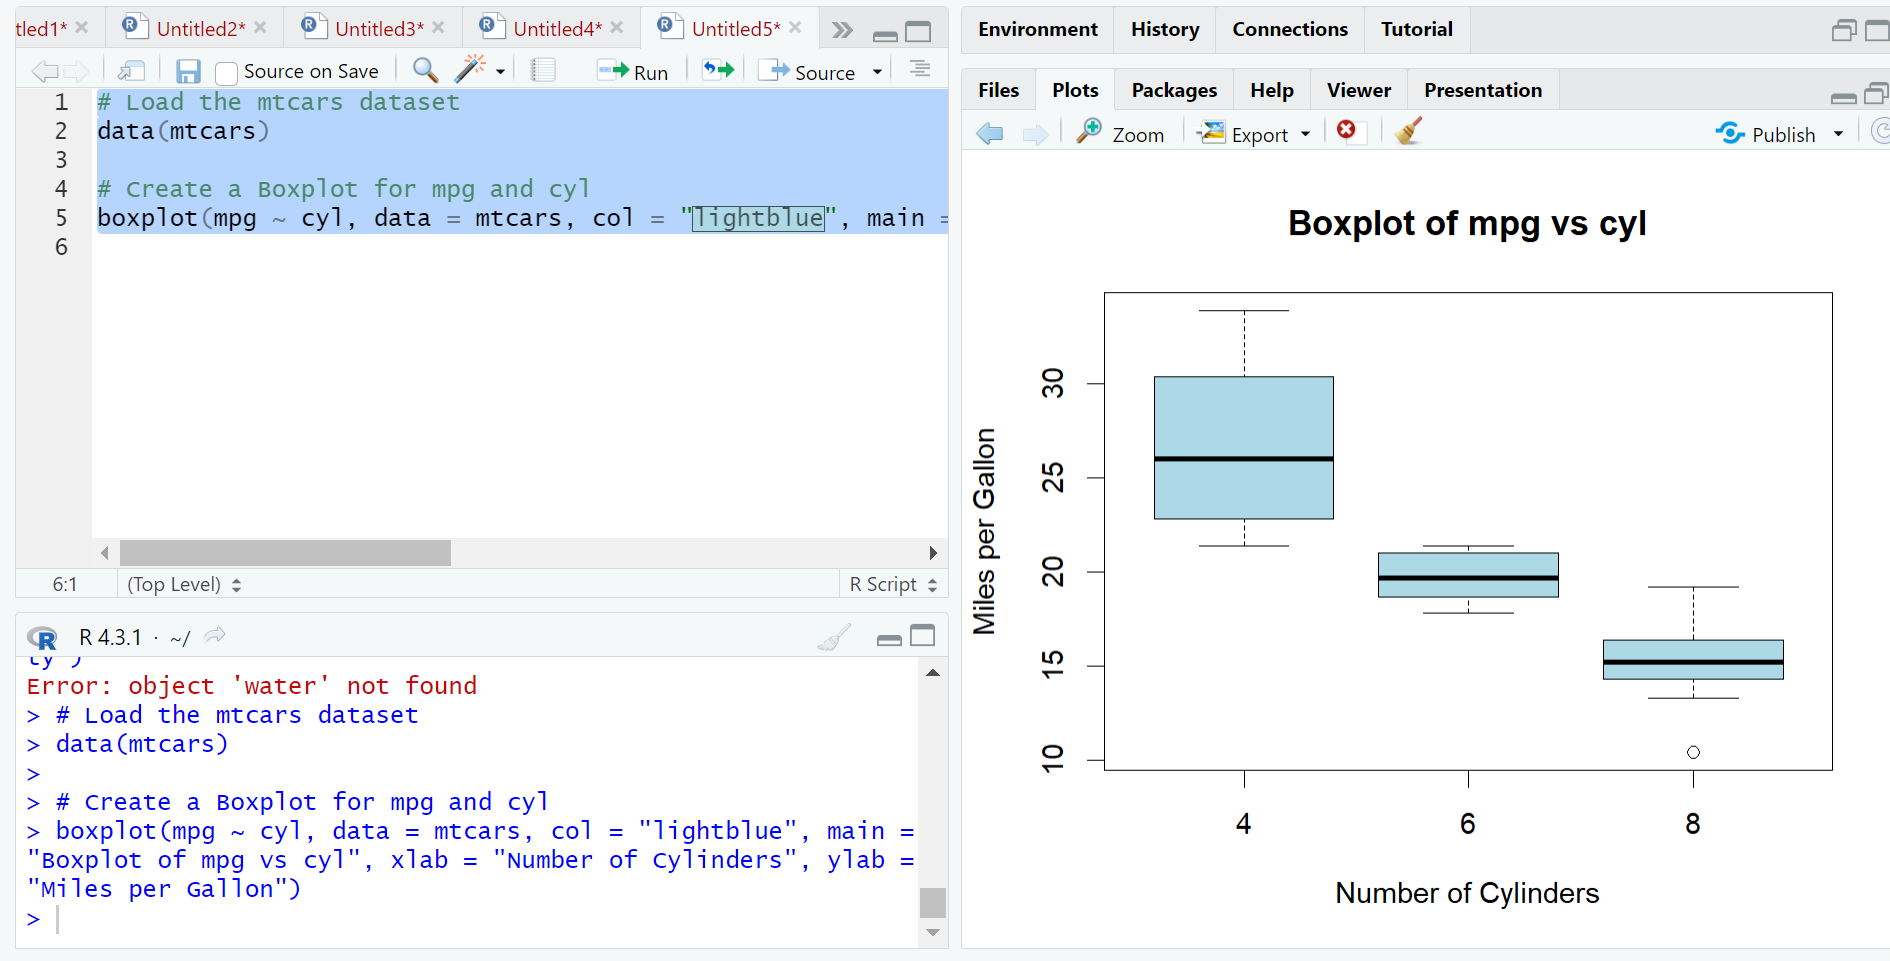 tled1* Untitled2* Untitled3* Untitled4* Untitled5*
Source on Save Run Source
1 # Load the mtcars dataset
2 data(mtcars)
3
4 # Create a Boxplot for mpg and cyl
5 boxplot(mpg ~ cyl, data = mtcars, col = "lightblue", main =
6
6:1 (Top Level) R Script
R 4.3.1 · ~/
Error: object 'water' not found
> # Load the mtcars dataset
> data(mtcars)
>
> # Create a Boxplot for mpg and cyl
> boxplot(mpg ~ cyl, data = mtcars, col = "lightblue", main =
"Boxplot of mpg vs cyl", xlab = "Number of Cylinders", ylab =
"Miles per Gallon")
>
Environment History Connections Tutorial
Files Plots Packages Help Viewer Presentation
Zoom Export Publish
Boxplot of mpg vs cyl
Miles per Gallon
30
25
20
15
10
4 6 8
Number of Cylinders